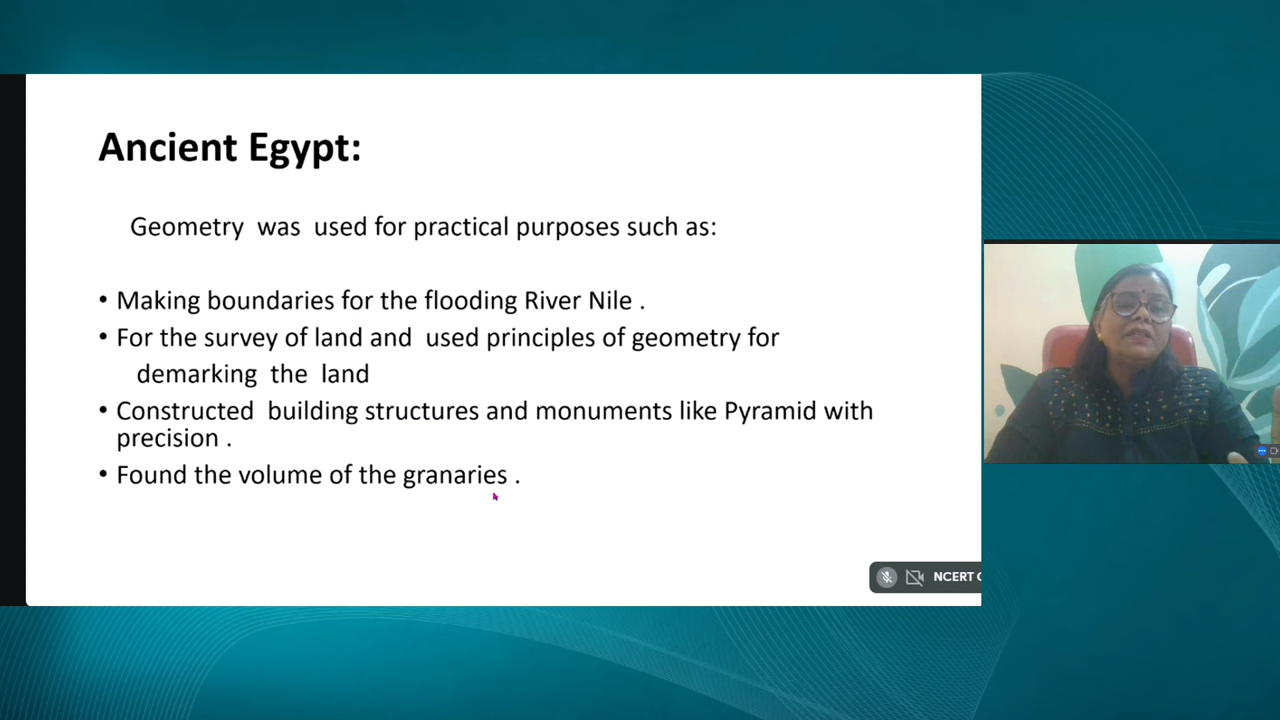 Ancient Egypt:
Geometry was used for practical purposes such as:
• Making boundaries for the flooding River Nile .
• For the survey of land and used principles of geometry for
demarking the land
• Constructed building structures and monuments like Pyramid with
precision .
• Found the volume of the granaries .
NCERT